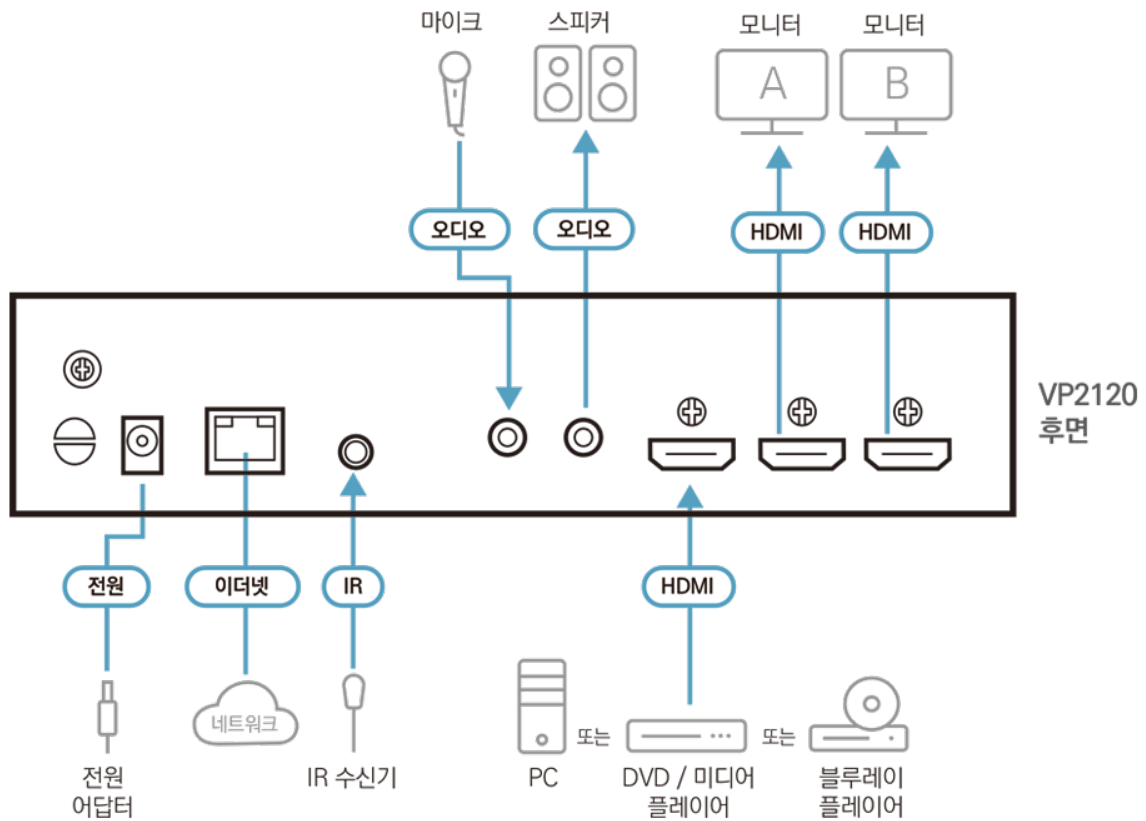 마이크
스피커
모니터
모니터
A
B
오디오
오디오
HDMI
HDMI
VP2120
후면
전원
이더넷
IR
HDMI
네트워크
또는
또는
전원
어답터
IR 수신기
PC
DVD / 미디어
플레이어
블루레이
플레이어